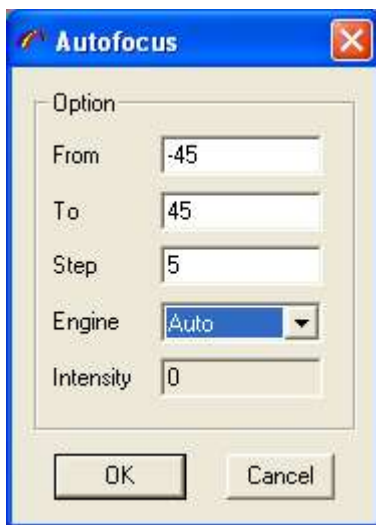 Autofocus
Option
From -45
To 45
Step 5
Engine Auto
Intensity 0
OK Cancel